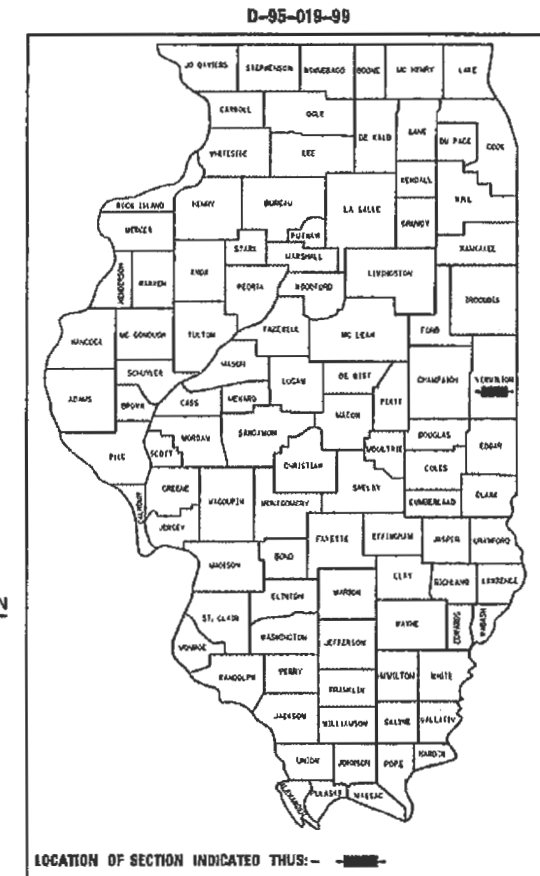 D-95-019-99
JO DAVIESS STEPHENSON WINNEBAGO BOONE MC HENRY LAKE
CARROLL OGLE
DE KALB KANE DU PAGE COOK
WHITESIDE LEE
KENDALL
ROCK ISLAND HENRY BUREAU LA SALLE WILL
MERCER PUTNAM GRUNDY
STARK MARSHALL KANKAKEE
HENDERSON WARREN KNOX PEORIA WOODFORD LIVINGSTON
IROQUOIS
HANCOCK MC DONOUGH FULTON TAZEWELL MC LEAN FORD
SCHUYLER MASON LOGAN DE WITT CHAMPAIGN VERMILION
ADAMS BROWN CASS MENARD MACON PIATT
MORGAN SANGAMON DOUGLAS EDGAR
PIKE SCOTT CHRISTIAN MOULTRIE COLES
GREENE MACOUPIN MONTGOMERY SHELBY CUMBERLAND CLARK
CALHOUN JERSEY
FAYETTE EFFINGHAM JASPER CRAWFORD
MADISON BOND
CLINTON MARION CLAY RICHLAND LAWRENCE
ST. CLAIR WASHINGTON JEFFERSON WAYNE EDWARDS WABASH
MONROE
RANDOLPH PERRY HAMILTON WHITE
FRANKLIN
JACKSON WILLIAMSON SALINE GALLATIN
UNION JOHNSON POPE HARDIN
ALEXANDER PULASKI MASSAC
LOCATION OF SECTION INDICATED THUS:-